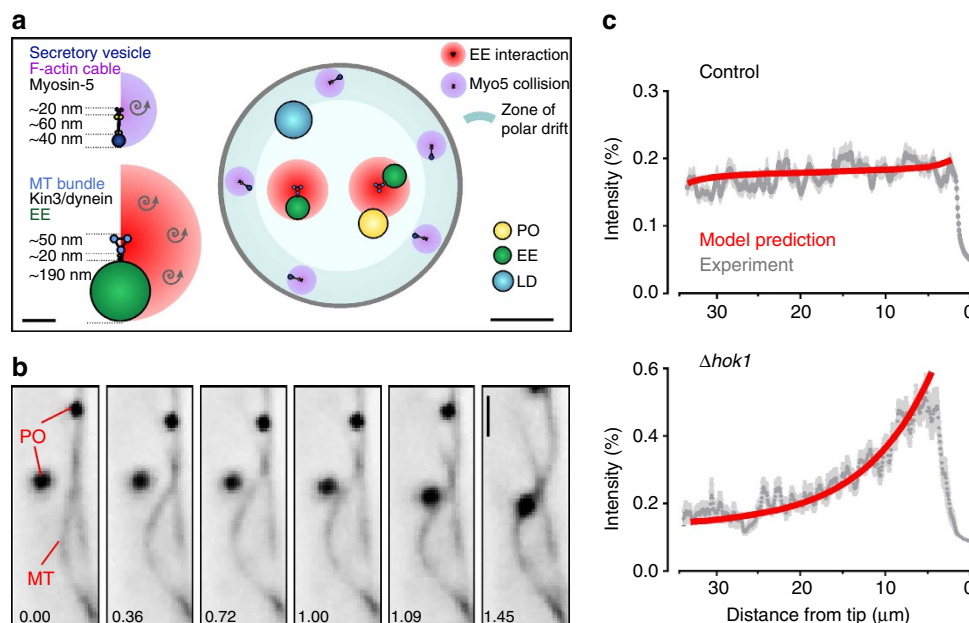 a
Secretory vesicle
F-actin cable
Myosin-5
~20 nm
~60 nm
~40 nm
MT bundle
Kin3/dynein
EE
~50 nm
~20 nm
~190 nm
EE interaction
Myo5 collision
Zone of
polar drift
PO
EE
LD
LD
b
PO
MT
0.00
0.36
0.72
1.00
1.09
1.45
c
Control
Intensity (%)
0.3
0.2
0.1
0.0
Model prediction
Experiment
30
20
10
0
Δhok1
Intensity (%)
0.6
0.4
0.2
0.0
30
20
10
0
Distance from tip (μm)